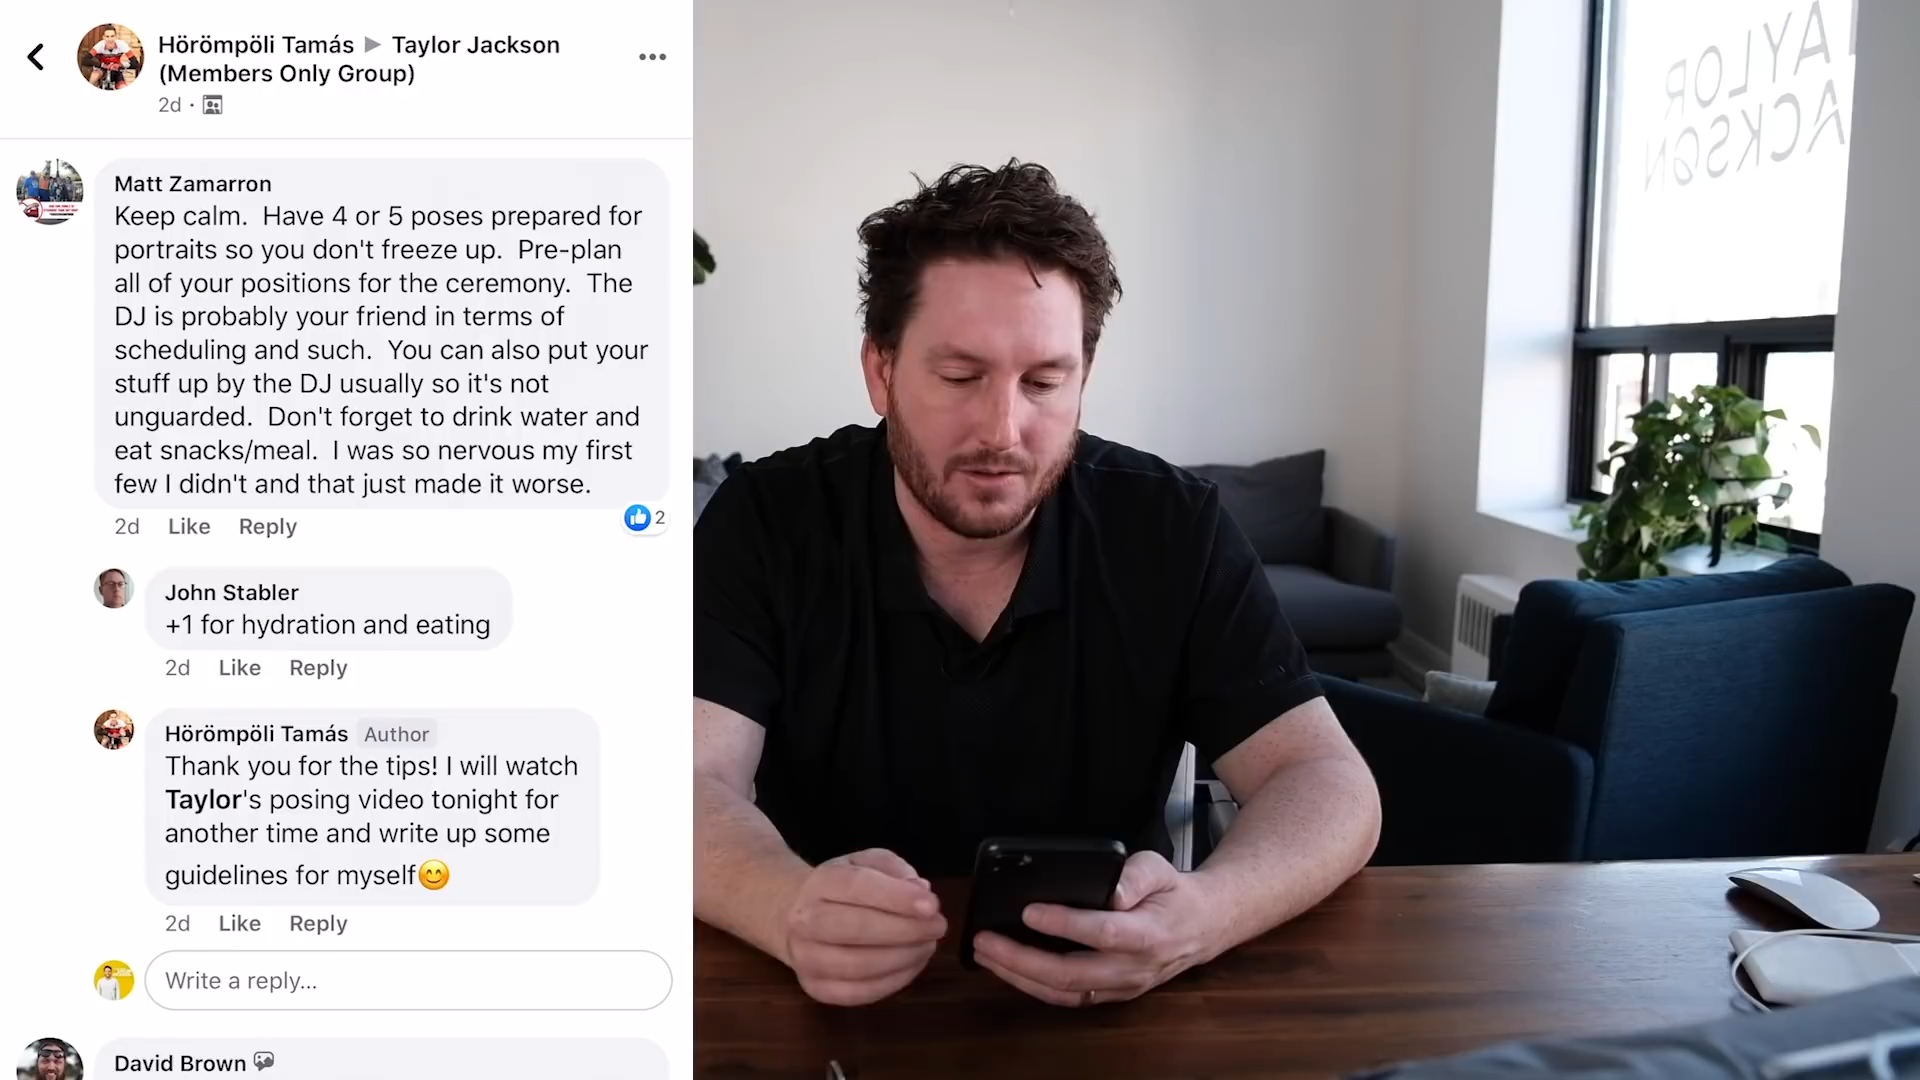 Hörömpöli Tamás ▶ Taylor Jackson
(Members Only Group)
2d ·
Matt Zamarron
Keep calm. Have 4 or 5 poses prepared for
portraits so you don't freeze up. Pre-plan
all of your positions for the ceremony. The
DJ is probably your friend in terms of
scheduling and such. You can also put your
stuff up by the DJ usually so it's not
unguarded. Don't forget to drink water and
eat snacks/meal. I was so nervous my first
few I didn't and that just made it worse.
2d Like Reply
2
John Stabler
+1 for hydration and eating
2d Like Reply
Hörömpöli Tamás Author
Thank you for the tips! I will watch
Taylor's posing video tonight for
another time and write up some
guidelines for myself😊
2d Like Reply
Write a reply...
David Brown
TAYLOR
JACKSON